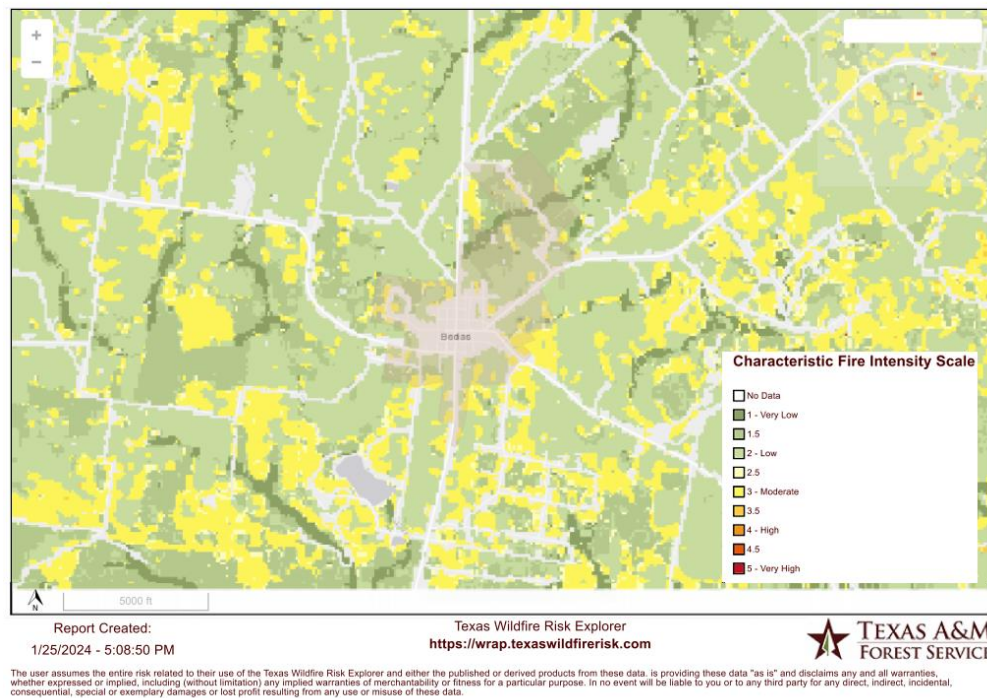 +
−
Bedias
Characteristic Fire Intensity Scale
No Data
1 - Very Low
1.5
2 - Low
2.5
3 - Moderate
3.5
4 - High
4.5
5 - Very High
N
5000 ft
Report Created:
1/25/2024 - 5:08:50 PM
Texas Wildfire Risk Explorer
https://wrap.texaswildfirerisk.com
TEXAS A&M
FOREST SERVICE
The user assumes the entire risk related to their use of the Texas Wildfire Risk Explorer and either the published or derived products from these data. is providing these data "as is" and disclaims any and all warranties,
whether expressed or implied, including (without limitation) any implied warranties of merchantability or fitness for a particular purpose. In no event will be liable to you or to any third party for any direct, indirect, incidental,
consequential, special or exemplary damages or lost profit resulting from any use or misuse of these data.